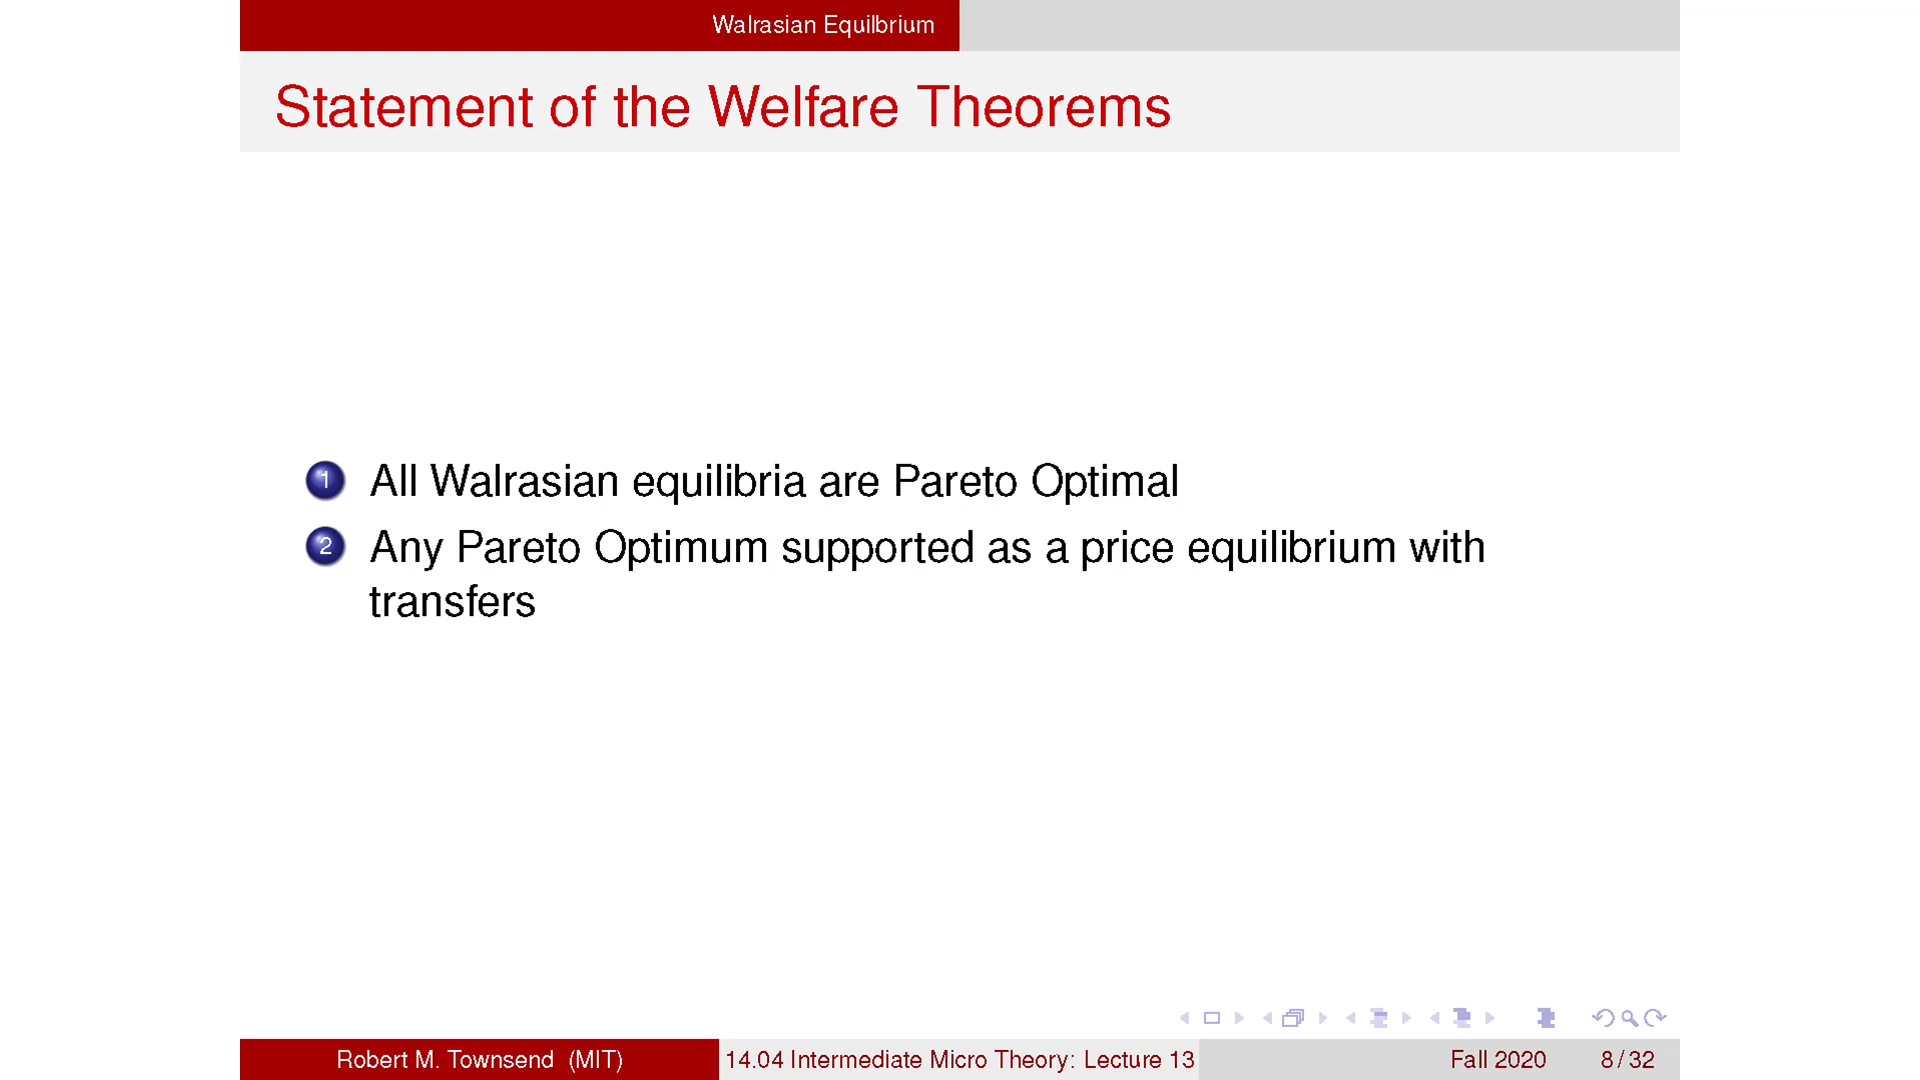 Walrasian Equilbrium
Statement of the Welfare Theorems
1 All Walrasian equilibria are Pareto Optimal
2 Any Pareto Optimum supported as a price equilibrium with
transfers
Robert M. Townsend (MIT) 14.04 Intermediate Micro Theory: Lecture 13 Fall 2020 8 / 32